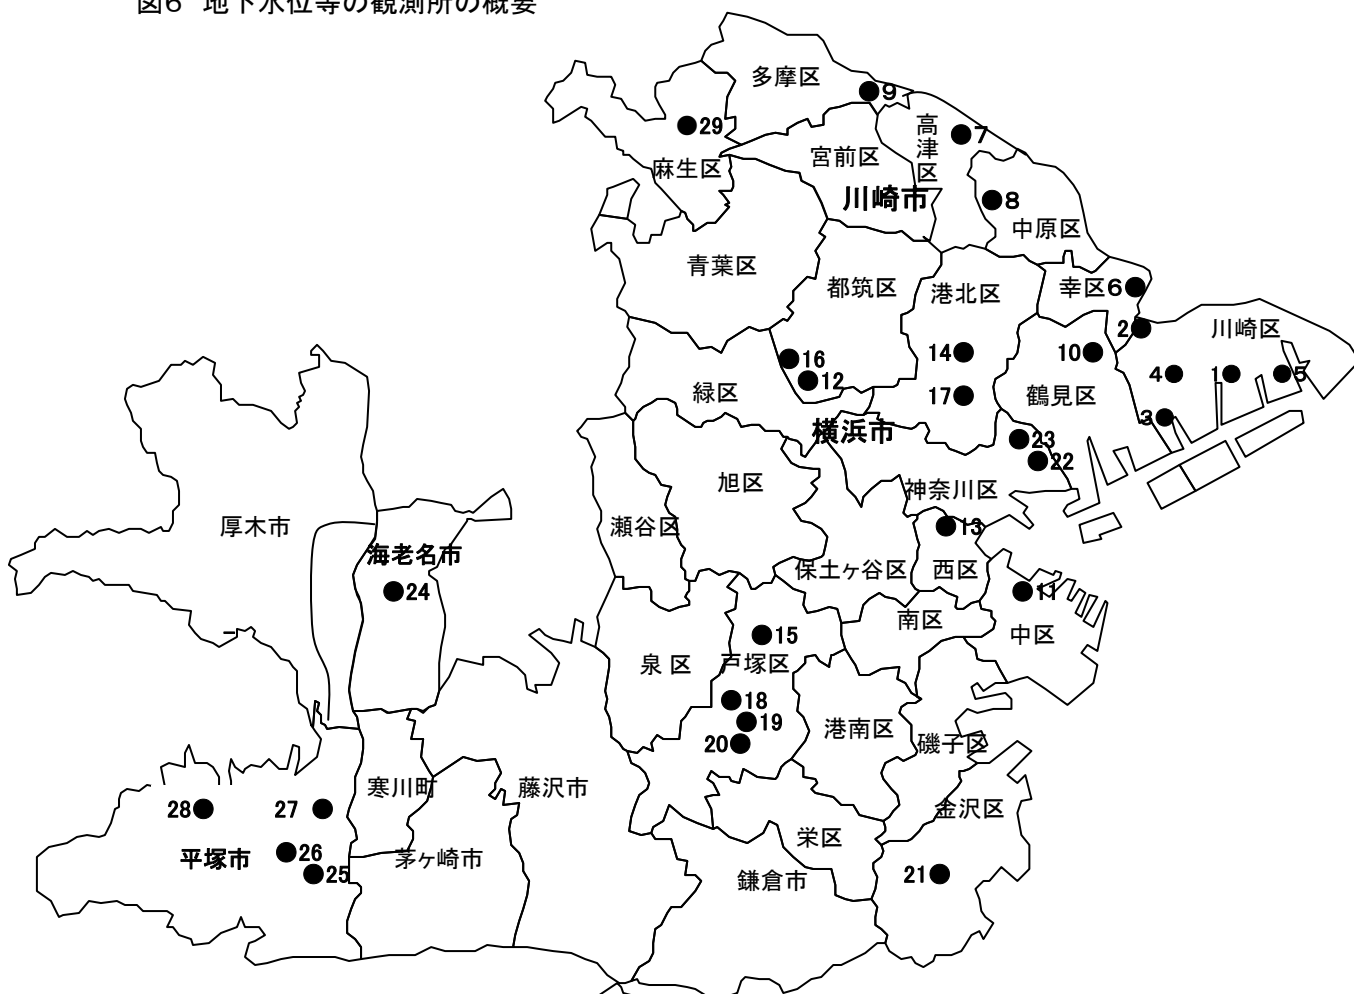 図6 地下水位等の観測所の概要
多摩区
9
29
高津区
7
宮前区
麻生区
川崎市
8
中原区
青葉区
都筑区
港北区
幸区
6
2
川崎区
16
14
10
12
4
1
5
緑区
17
鶴見区
3
横浜市
23
22
旭区
神奈川区
厚木市
瀬谷区
13
海老名市
保土ヶ谷区
西区
24
11
南区
15
中区
泉区
戸塚区
18
19
港南区
20
磯子区
寒川町
藤沢市
28
27
金沢区
栄区
26
平塚市
茅ヶ崎市
25
鎌倉市
21